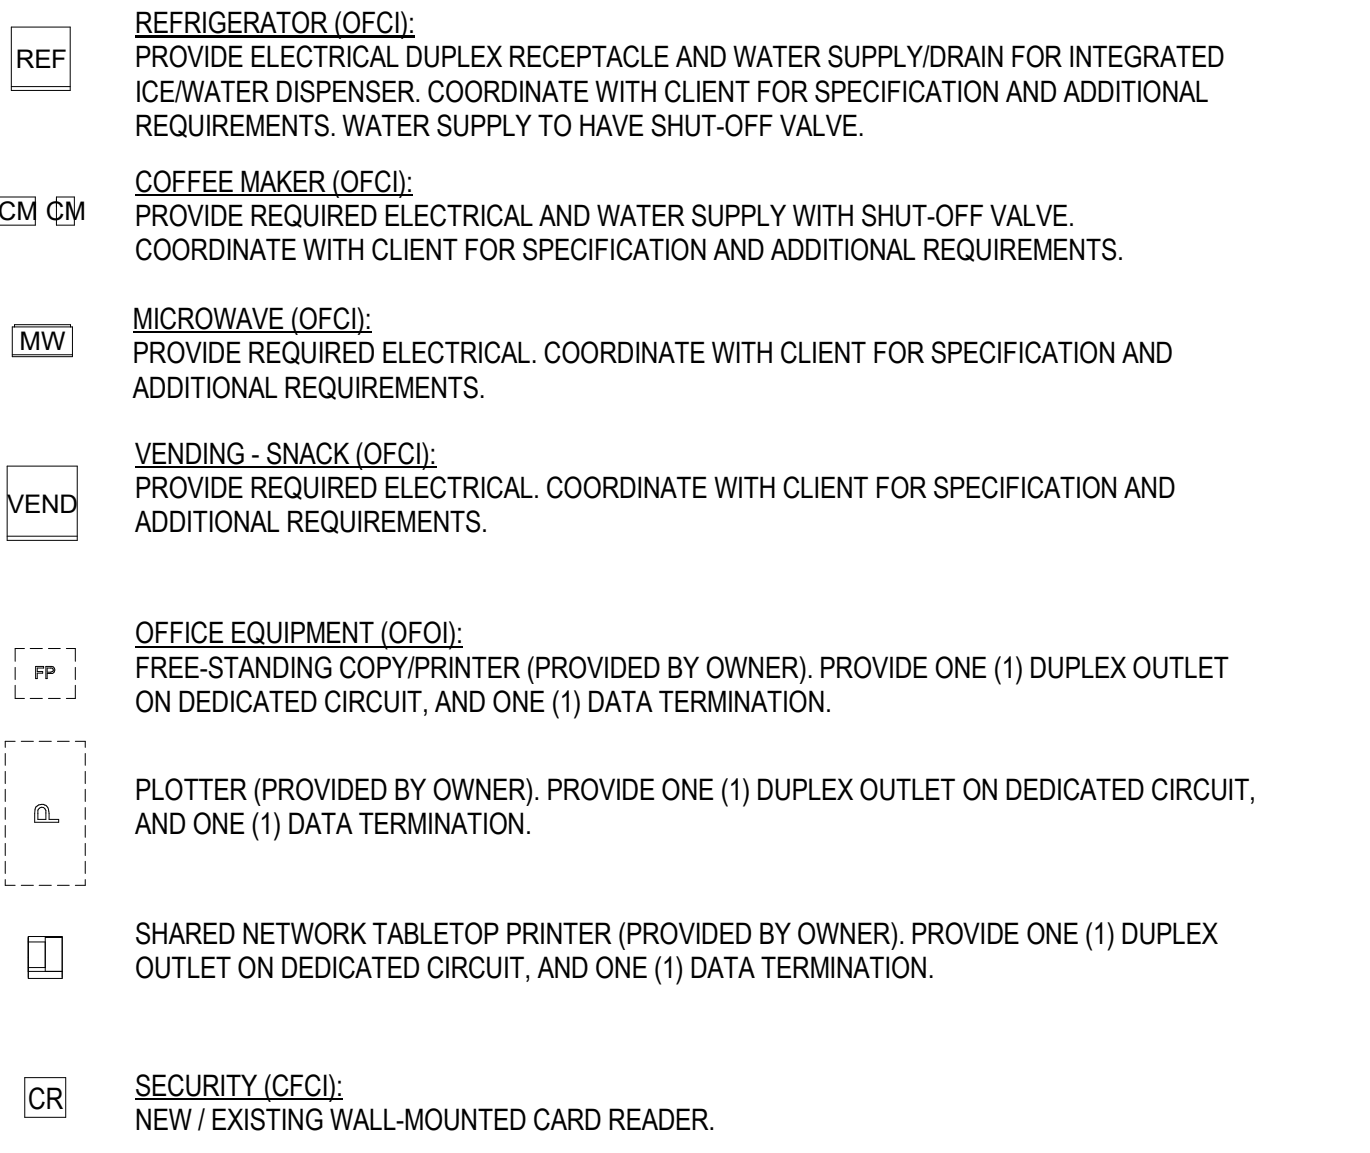 REFRIGERATOR (OFCI):
REF
PROVIDE ELECTRICAL DUPLEX RECEPTACLE AND WATER SUPPLY/DRAIN FOR INTEGRATED
ICE/WATER DISPENSER. COORDINATE WITH CLIENT FOR SPECIFICATION AND ADDITIONAL
REQUIREMENTS. WATER SUPPLY TO HAVE SHUT-OFF VALVE.
COFFEE MAKER (OFCI):
CM CM
PROVIDE REQUIRED ELECTRICAL AND WATER SUPPLY WITH SHUT-OFF VALVE.
COORDINATE WITH CLIENT FOR SPECIFICATION AND ADDITIONAL REQUIREMENTS.
MICROWAVE (OFCI):
MW
PROVIDE REQUIRED ELECTRICAL. COORDINATE WITH CLIENT FOR SPECIFICATION AND
ADDITIONAL REQUIREMENTS.
VENDING - SNACK (OFCI):
VEND
PROVIDE REQUIRED ELECTRICAL. COORDINATE WITH CLIENT FOR SPECIFICATION AND
ADDITIONAL REQUIREMENTS.
OFFICE EQUIPMENT (OFOI):
FP
FREE-STANDING COPY/PRINTER (PROVIDED BY OWNER). PROVIDE ONE (1) DUPLEX OUTLET
ON DEDICATED CIRCUIT, AND ONE (1) DATA TERMINATION.
P
PLOTTER (PROVIDED BY OWNER). PROVIDE ONE (1) DUPLEX OUTLET ON DEDICATED CIRCUIT,
AND ONE (1) DATA TERMINATION.
SHARED NETWORK TABLETOP PRINTER (PROVIDED BY OWNER). PROVIDE ONE (1) DUPLEX
OUTLET ON DEDICATED CIRCUIT, AND ONE (1) DATA TERMINATION.
CR
SECURITY (CFCI):
NEW / EXISTING WALL-MOUNTED CARD READER.